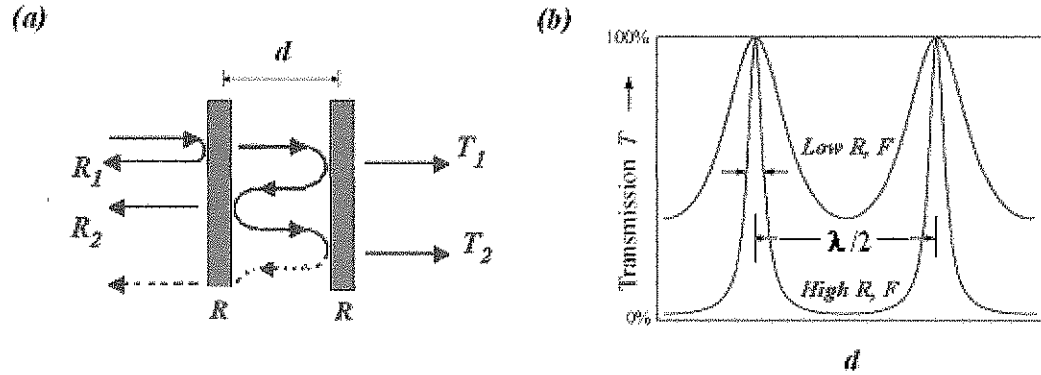 (a)
d
R1
R2
T1
T2
R
R
(b)
100%
Transmission T →
Low R, F
λ/2
High R, F
0%
d